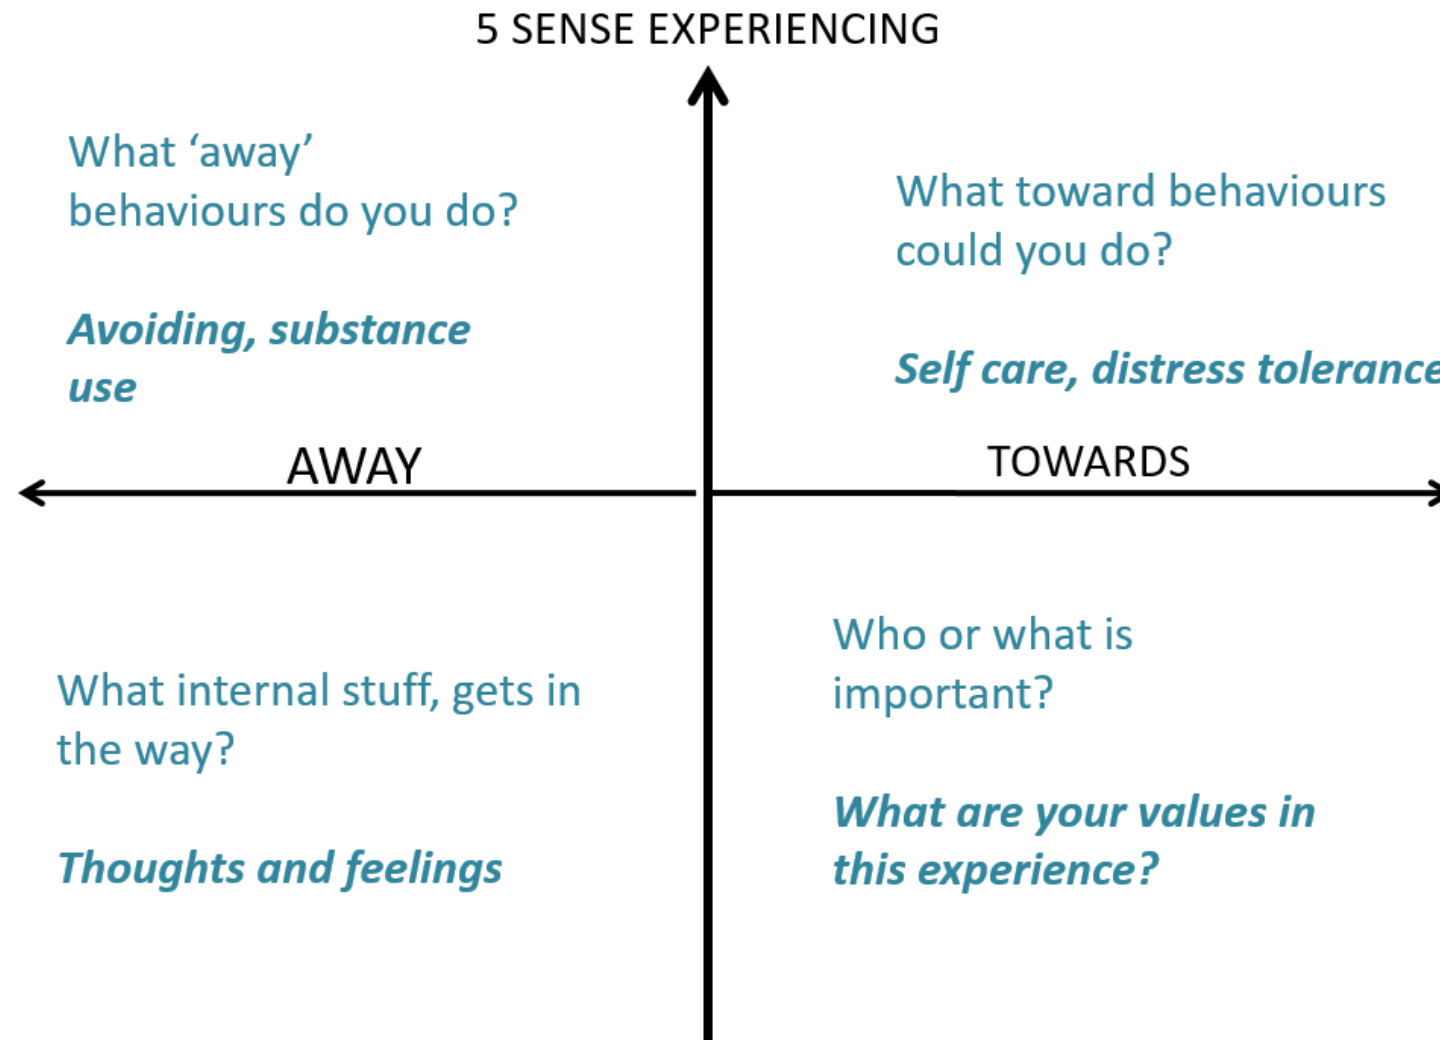 5 SENSE EXPERIENCING
What ‘away’
behaviours do you do?
Avoiding, substance
use
What toward behaviours
could you do?
Self care, distress tolerance
AWAY
TOWARDS
What internal stuff, gets in
the way?
Thoughts and feelings
Who or what is
important?
What are your values in
this experience?